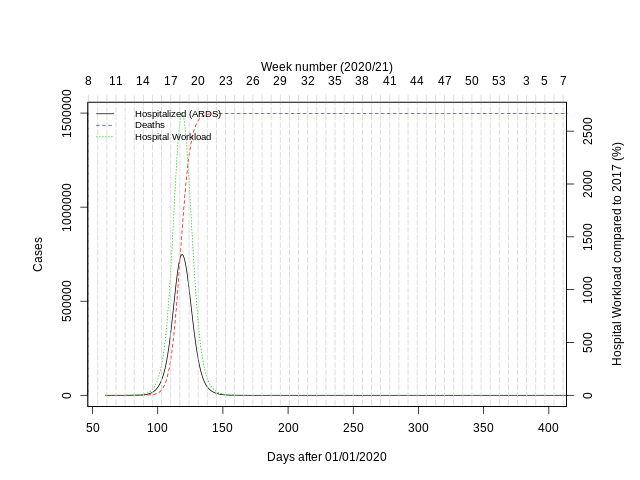 Week number (2020/21)
8 11 14 17 20 23 26 29 32 35 38 41 44 47 50 53 3 5 7
Hospitalized (ARDS)
Deaths
Hospital Workload
Cases
0 500000 1000000 1500000
Hospital Workload compared to 2017 (%)
0 500 1000 1500 2000 2500
50 100 150 200 250 300 350 400
Days after 01/01/2020